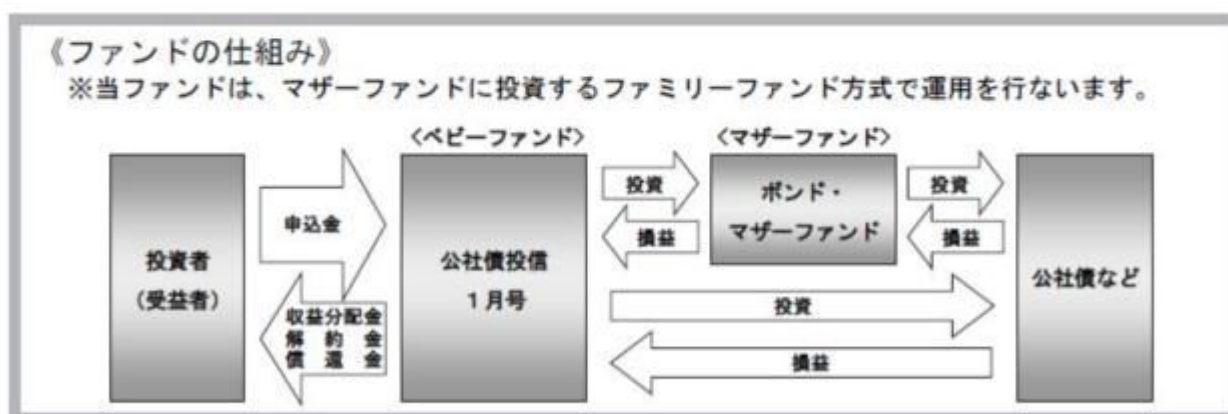 《ファンドの仕組み》
※当ファンドは、マザーファンドに投資するファミリーファンド方式で運用を行ないます。
〈ベビーファンド〉
〈マザーファンド〉
投資者
（受益者）
申込金
収益分配金
解約金
償還金
公社債投信
1月号
投資
損益
ボンド・
マザーファンド
投資
損益
投資
損益
公社債など